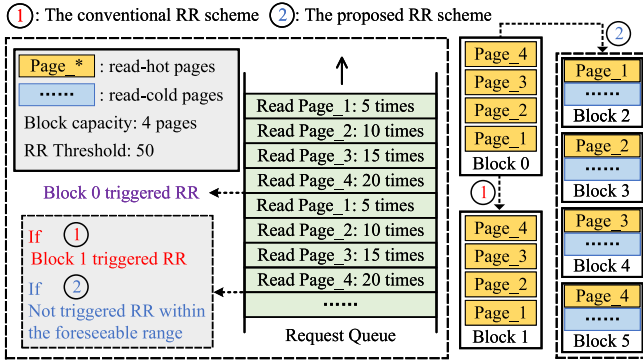 ①: The conventional RR scheme ②: The proposed RR scheme
Page_* : read-hot pages
...... : read-cold pages
Block capacity: 4 pages
RR Threshold: 50
Block 0 triggered RR
If ①
Block 1 triggered RR
If ②
Not triggered RR within
the foreseeable range
Read Page_1: 5 times
Read Page_2: 10 times
Read Page_3: 15 times
Read Page_4: 20 times
Read Page_1: 5 times
Read Page_2: 10 times
Read Page_3: 15 times
Read Page_4: 20 times
......
Request Queue
Page_4
Page_3
Page_2
Page_1
Block 0
①
Page_4
Page_3
Page_2
Page_1
Block 1
②
Page_1
......
Block 2
Page_2
......
Block 3
Page_3
......
Block 4
Page_4
......
Block 5